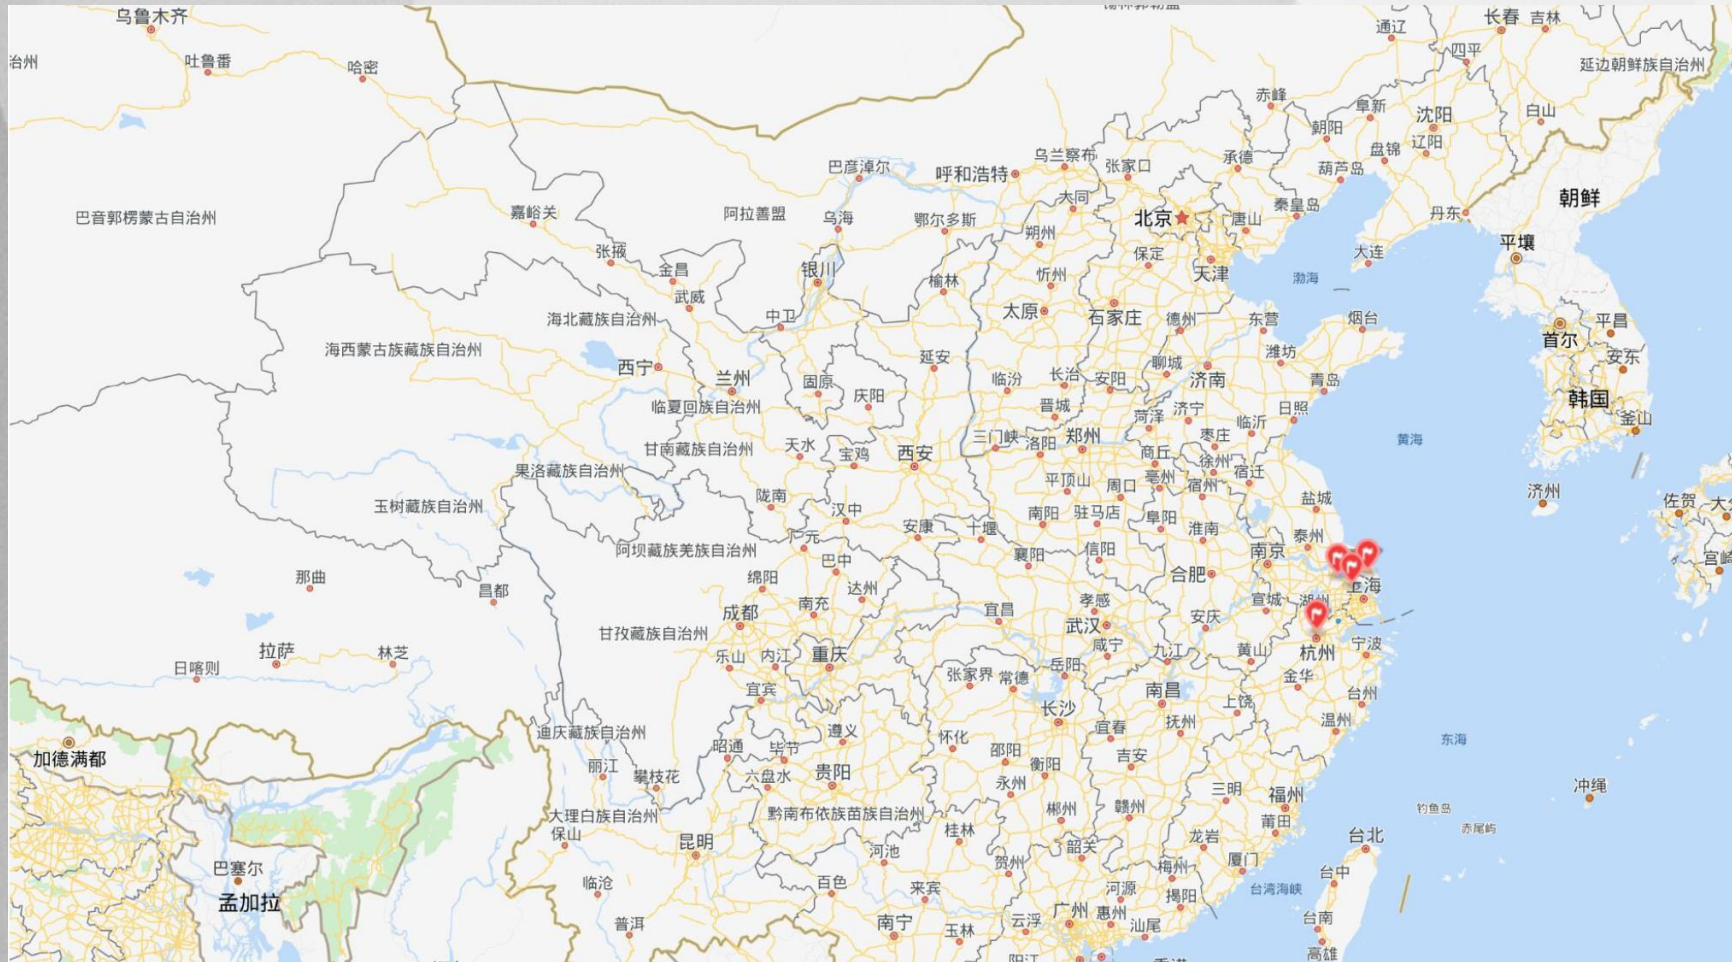 乌鲁木齐
锡林郭勒盟
通辽
长春
吉林
治州
吐鲁番
哈密
四平
延边朝鲜族自治州
赤峰
阜新
沈阳
白山
朝阳
辽阳
盘锦
乌兰察布
张家口
承德
葫芦岛
巴彦淖尔
呼和浩特
大同
秦皇岛
朝鲜
巴音郭楞蒙古自治州
嘉峪关
阿拉善盟
乌海
鄂尔多斯
北京
唐山
丹东
朔州
平壤
张掖
保定
大连
金昌
银川
忻州
天津
渤海
榆林
武威
太原
石家庄
海北藏族自治州
中卫
德州
东营
烟台
首尔
平昌
海西蒙古族藏族自治州
西宁
兰州
延安
聊城
潍坊
安东
固原
临汾
长治
安阳
济南
青岛
庆阳
韩国
临夏回族自治州
晋城
菏泽
济宁
日照
釜山
甘南藏族自治州
天水
宝鸡
西安
三门峡
洛阳
郑州
枣庄
临沂
黄海
商丘
徐州
宿迁
果洛藏族自治州
平顶山
周口
亳州
宿州
济州
玉树藏族自治州
陇南
汉中
盐城
佐贺
大分
南阳
驻马店
阜阳
淮南
安康
十堰
泰州
广元
阿坝藏族羌族自治州
巴中
襄阳
信阳
南京
宫崎
那曲
昌都
绵阳
达州
合肥
上海
成都
南充
宜昌
孝感
宣城
湖州
甘孜藏族自治州
武汉
安庆
拉萨
林芝
乐山
内江
重庆
咸宁
九江
黄山
杭州
宁波
日喀则
张家界
常德
岳阳
金华
宜宾
南昌
台州
长沙
上饶
迪庆藏族自治州
遵义
怀化
宜春
抚州
温州
昭通
毕节
邵阳
吉安
东海
加德满都
丽江
攀枝花
六盘水
贵阳
衡阳
永州
三明
福州
冲绳
大理白族自治州
黔南布依族苗族自治州
郴州
赣州
钓鱼岛
莆田
赤尾屿
保山
昆明
桂林
韶关
龙岩
台北
河池
贺州
厦门
巴塞尔
临沧
百色
来宾
梅州
台中
台湾海峡
孟加拉
河源
揭阳
普洱
南宁
玉林
云浮
广州
惠州
汕尾
台南
阳江
高雄
香港